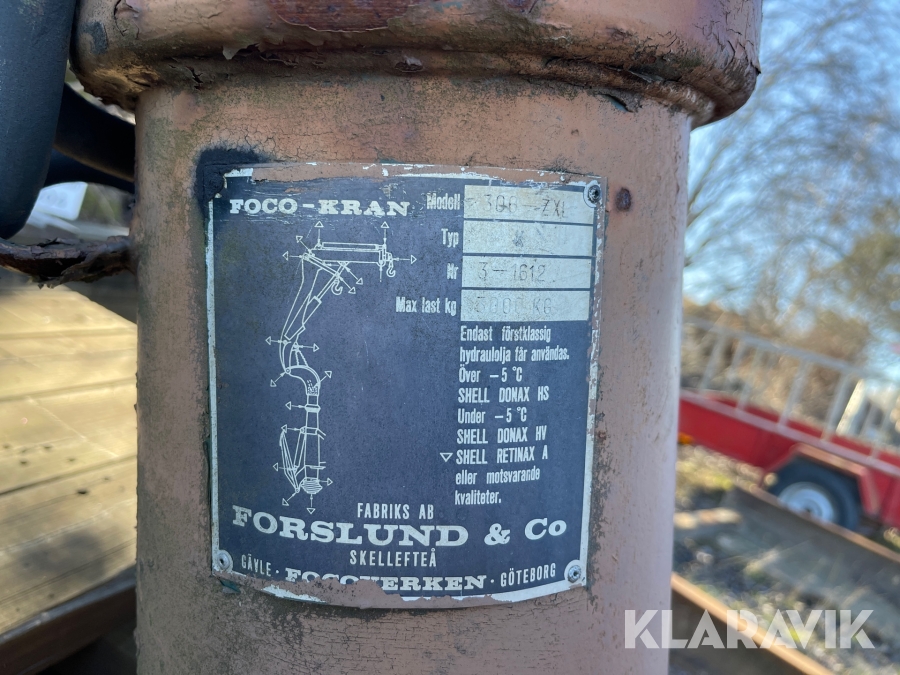 FOCO-KRAN
Modell 300-ZXL
Typ
Nr 3-1612
Max last kg 3000 KG
Endast förstklassig
hydraulolja får användas.
Över -5 °C
SHELL DONAX HS
Under -5 °C
SHELL DONAX HV
▽ SHELL RETINAX A
eller motsvarande
kvaliteter.
FABRIKS AB
FORSLUND & Co
SKELLEFTEÅ
GÄVLE · FOCOVERKEN · GÖTEBORG
KLARAVIK